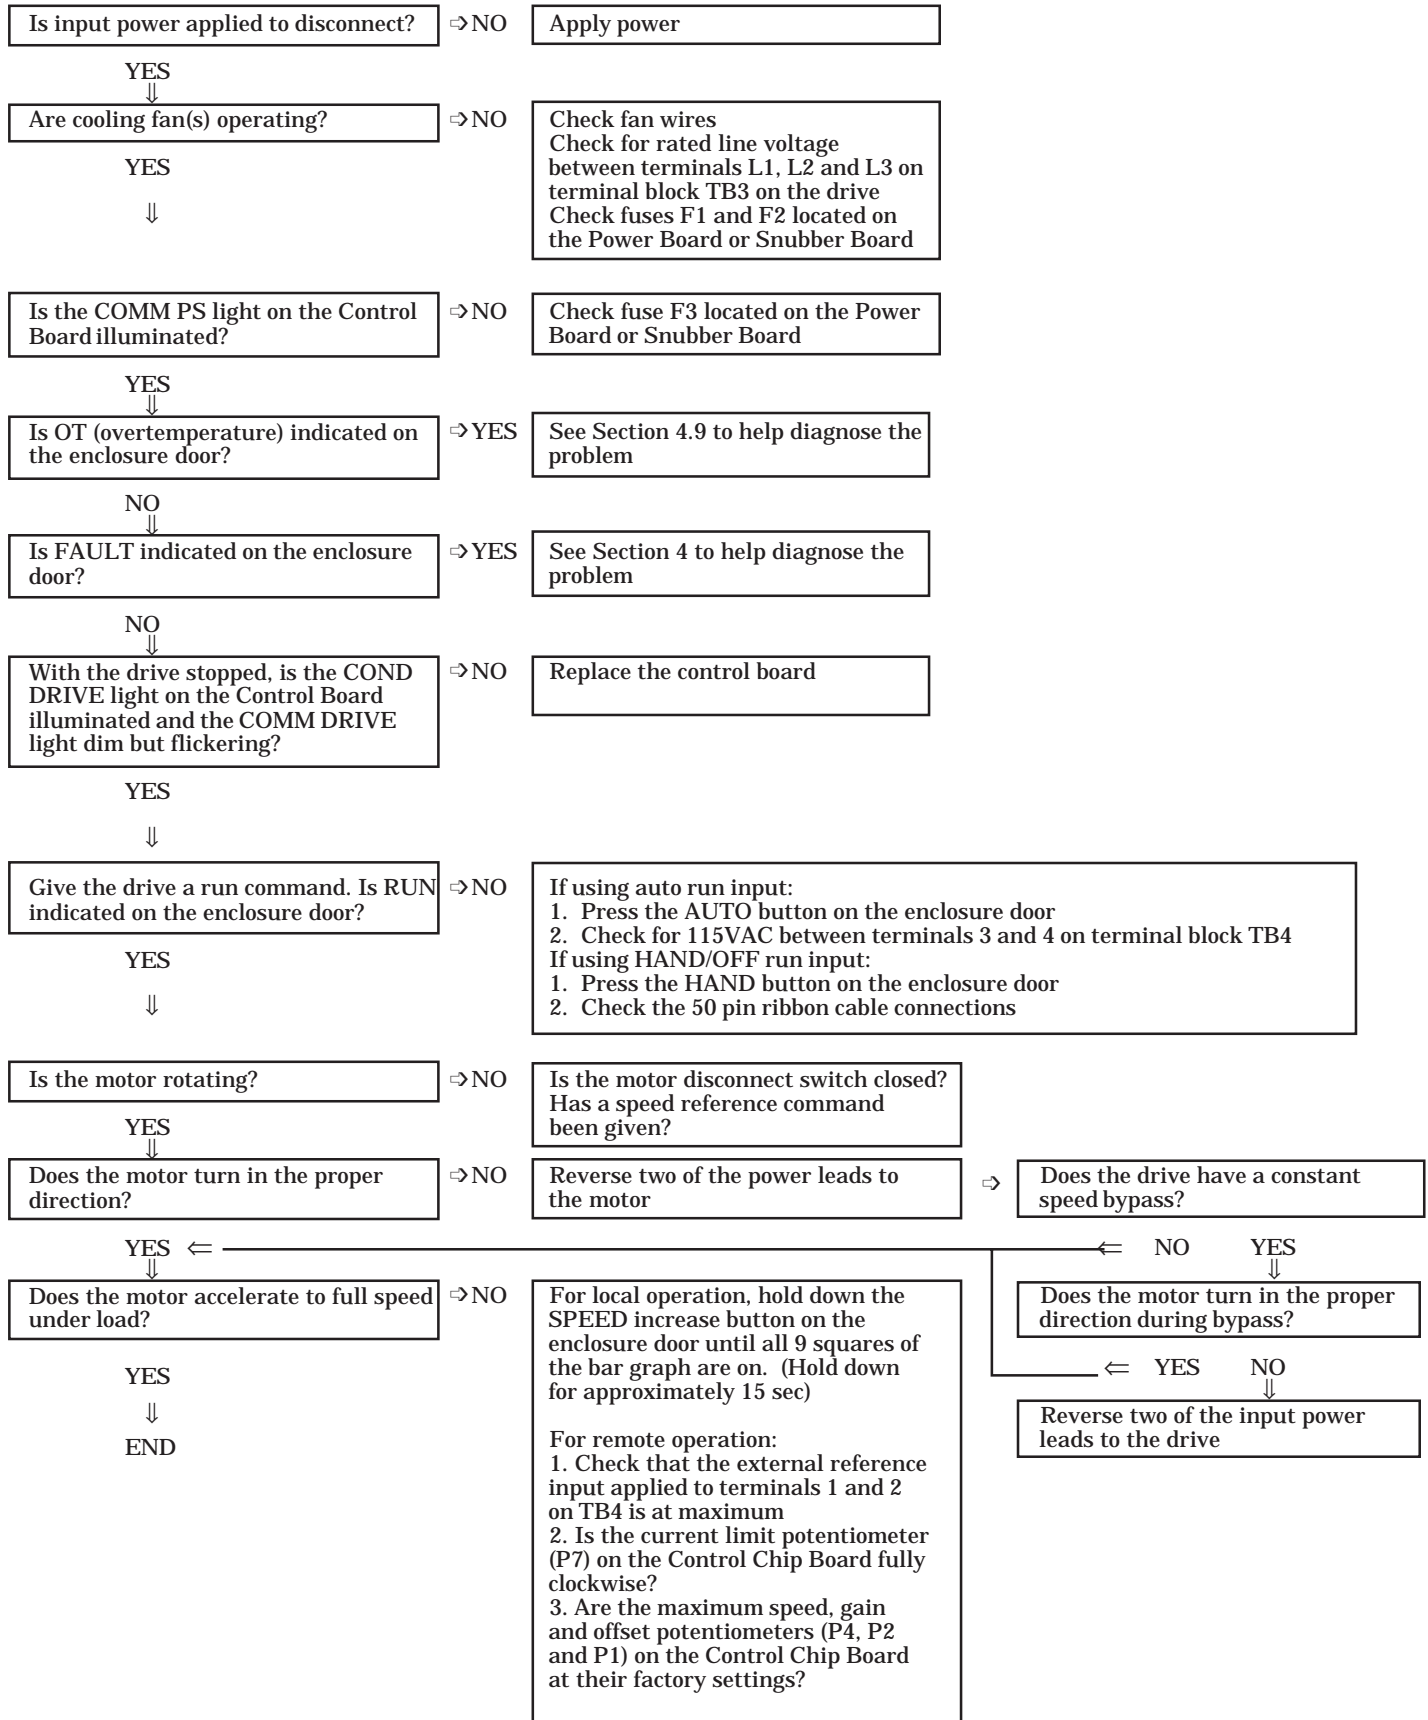 Is input power applied to disconnect?
➩ NO
Apply power
YES
⇓
Are cooling fan(s) operating?
➩ NO
Check fan wires
Check for rated line voltage
between terminals L1, L2 and L3 on
terminal block TB3 on the drive
Check fuses F1 and F2 located on
the Power Board or Snubber Board
YES
⇓
Is the COMM PS light on the Control
Board illuminated?
➩ NO
Check fuse F3 located on the Power
Board or Snubber Board
YES
⇓
Is OT (overtemperature) indicated on
the enclosure door?
➩ YES
See Section 4.9 to help diagnose the
problem
NO
⇓
Is FAULT indicated on the enclosure
door?
➩ YES
See Section 4 to help diagnose the
problem
NO
⇓
With the drive stopped, is the COND
DRIVE light on the Control Board
illuminated and the COMM DRIVE
light dim but flickering?
➩ NO
Replace the control board
YES
⇓
Give the drive a run command. Is RUN
indicated on the enclosure door?
➩ NO
If using auto run input:
1. Press the AUTO button on the enclosure door
2. Check for 115VAC between terminals 3 and 4 on terminal block TB4
If using HAND/OFF run input:
1. Press the HAND button on the enclosure door
2. Check the 50 pin ribbon cable connections
YES
⇓
Is the motor rotating?
➩ NO
Is the motor disconnect switch closed?
Has a speed reference command
been given?
YES
⇓
Does the motor turn in the proper
direction?
➩ NO
Reverse two of the power leads to
the motor
➩
Does the drive have a constant
speed bypass?
YES ⇐
⇐ NO YES
⇓
⇓
Does the motor accelerate to full speed
under load?
➩ NO
For local operation, hold down the
SPEED increase button on the
enclosure door until all 9 squares of
the bar graph are on. (Hold down
for approximately 15 sec)
For remote operation:
1. Check that the external reference
input applied to terminals 1 and 2
on TB4 is at maximum
2. Is the current limit potentiometer
(P7) on the Control Chip Board fully
clockwise?
3. Are the maximum speed, gain
and offset potentiometers (P4, P2
and P1) on the Control Chip Board
at their factory settings?
Does the motor turn in the proper
direction during bypass?
⇐ YES NO
⇓
Reverse two of the input power
leads to the drive
YES
⇓
END